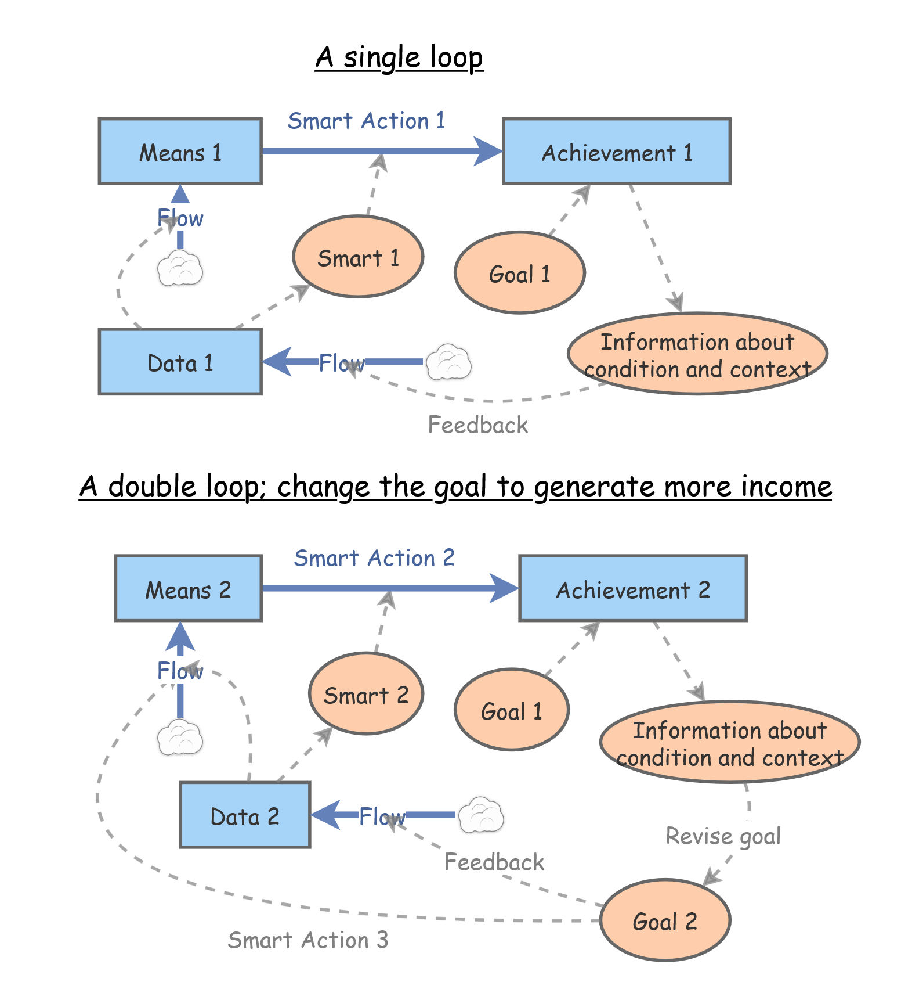 A single loop
Smart Action 1
Means 1
Achievement 1
Flow
Smart 1
Goal 1
Data 1
Flow
Information about
condition and context
Feedback
A double loop; change the goal to generate more income
Smart Action 2
Means 2
Achievement 2
Flow
Smart 2
Goal 1
Information about
condition and context
Data 2
Flow
Revise goal
Feedback
Goal 2
Smart Action 3